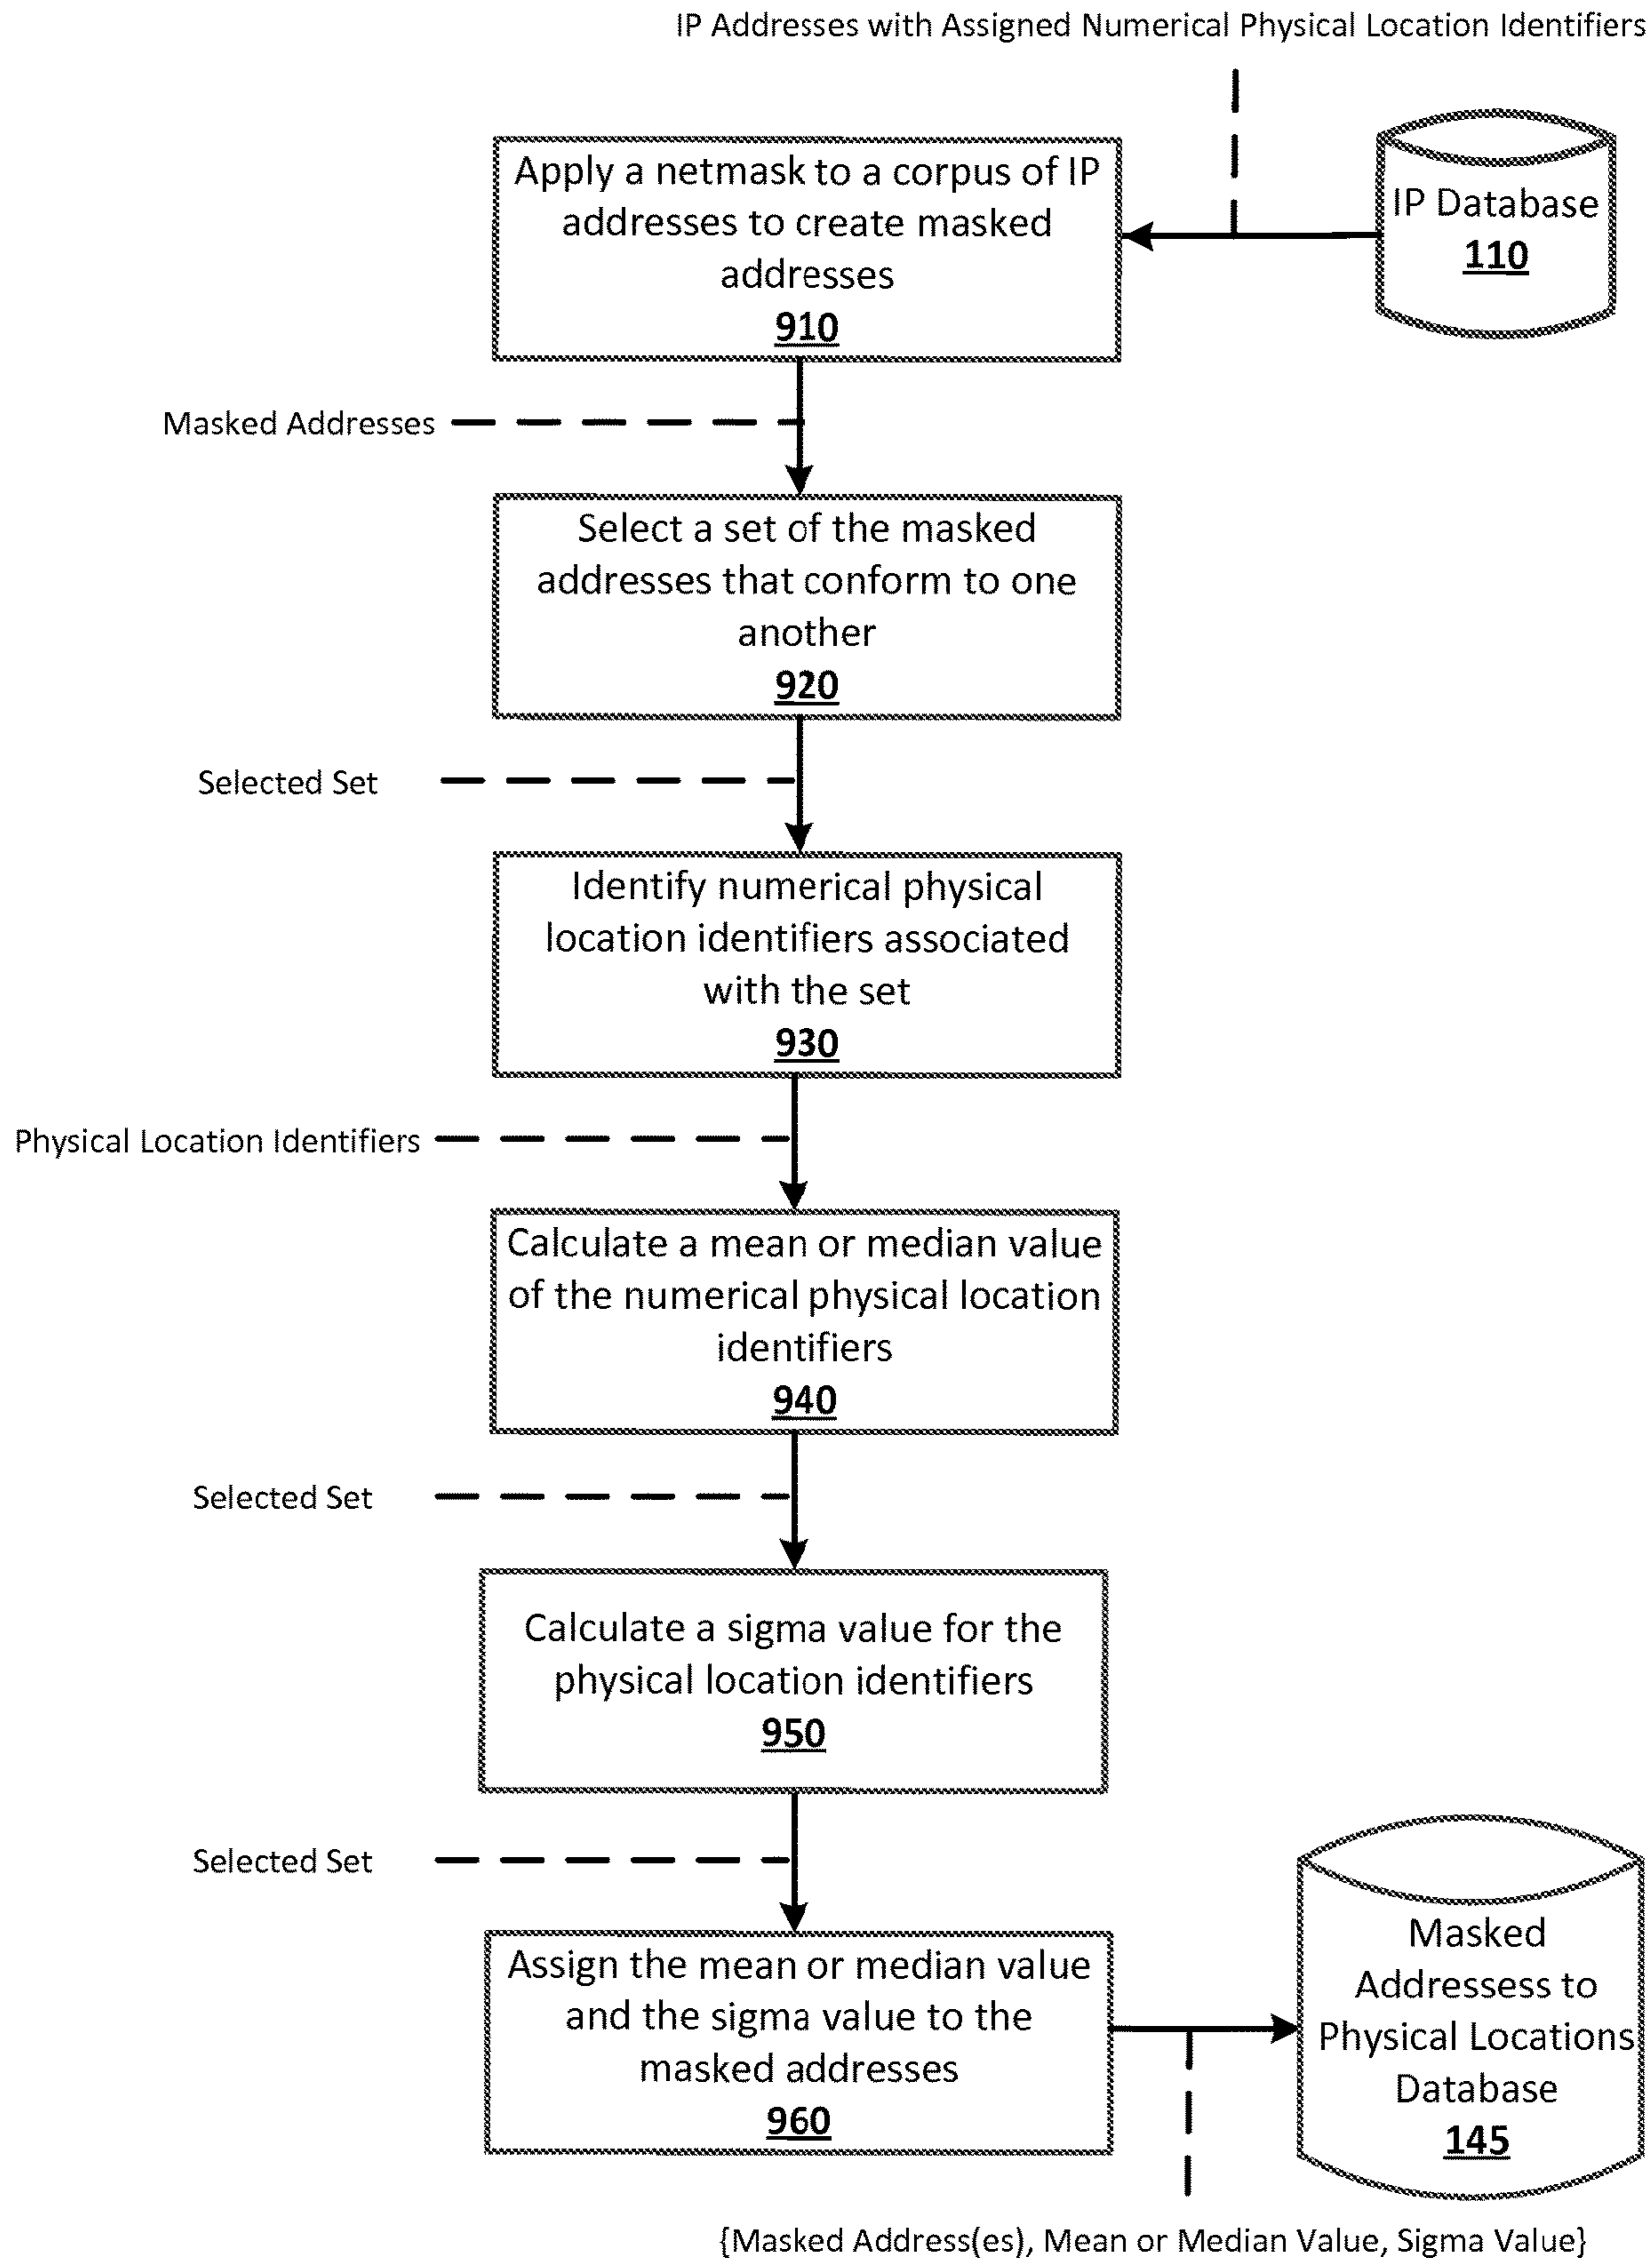 IP Addresses with Assigned Numerical Physical Location Identifiers
Apply a netmask to a corpus of IP
addresses to create masked
addresses
910
IP Database
110
Masked Addresses
Select a set of the masked
addresses that conform to one
another
920
Selected Set
Identify numerical physical
location identifiers associated
with the set
930
Physical Location Identifiers
Calculate a mean or median value
of the numerical physical location
identifiers
940
Selected Set
Calculate a sigma value for the
physical location identifiers
950
Selected Set
Assign the mean or median value
and the sigma value to the
masked addresses
960
Masked
Addressess to
Physical Locations
Database
145
{Masked Address(es), Mean or Median Value, Sigma Value}